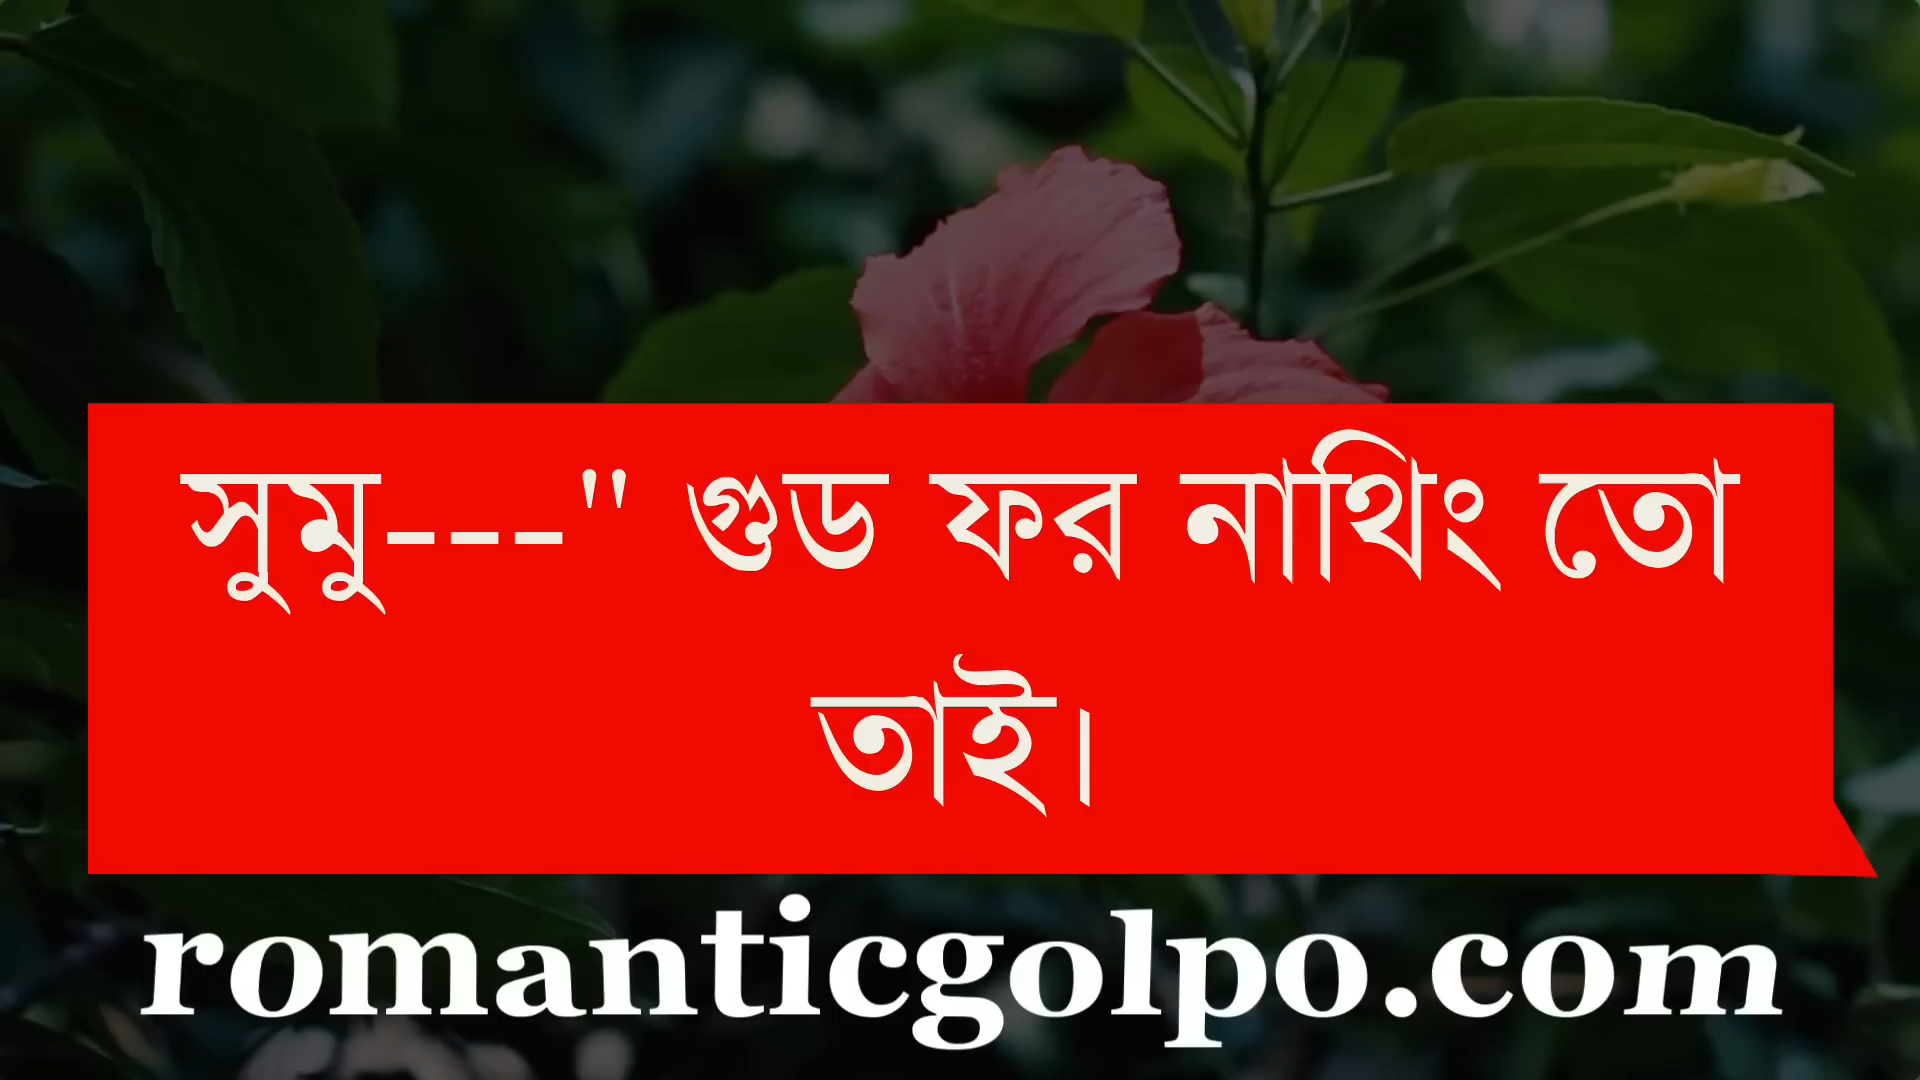 সুমু---" গুড ফর নাথিং তো
তাই।
romanticgolpo.com